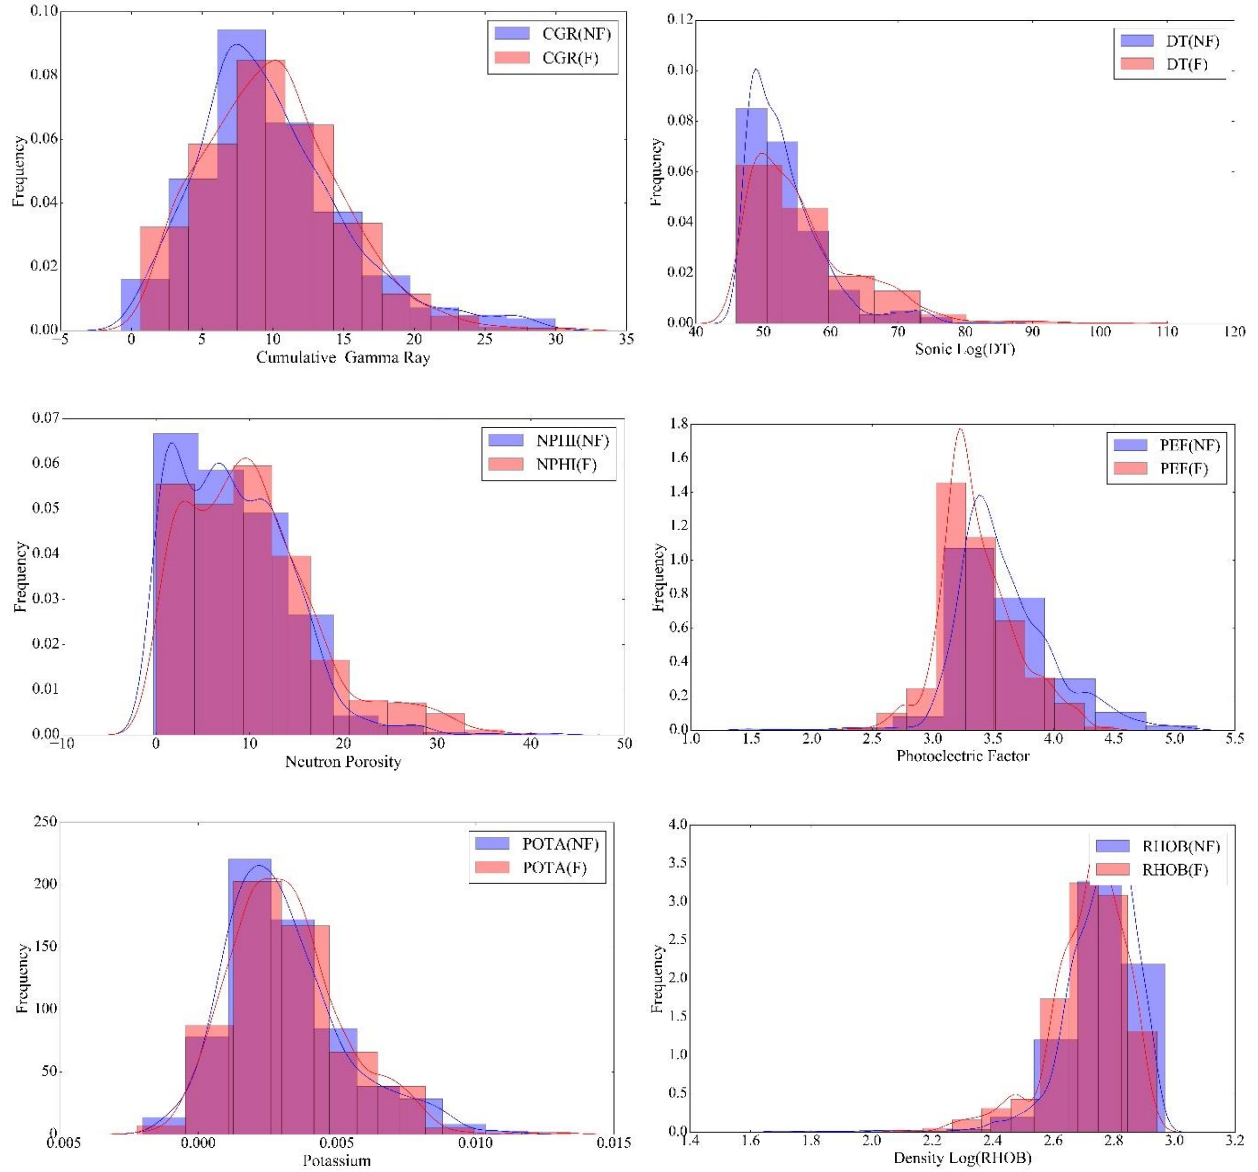 0.10
0.08
0.06
0.04
0.02
0.00
Frequency
CGR(NF)
CGR(F)
−5 0 5 10 15 20 25 30 35
Cumulative Gamma Ray
0.12
0.10
0.08
0.06
0.04
0.02
0.00
Frequency
DT(NF)
DT(F)
40 50 60 70 80 90 100 110 120
Sonic Log(DT)
0.07
0.06
0.05
0.04
0.03
0.02
0.01
0.00
Frequency
NPHI(NF)
NPHI(F)
−10 0 10 20 30 40 50
Neutron Porosity
1.8
1.6
1.4
1.2
1.0
0.8
0.6
0.4
0.2
0.0
Frequency
PEF(NF)
PEF(F)
1.0 1.5 2.0 2.5 3.0 3.5 4.0 4.5 5.0 5.5
Photoelectric Factor
250
200
150
100
50
0
Frequency
POTA(NF)
POTA(F)
0.005 0.000 0.005 0.010 0.015
Potassium
4.0
3.5
3.0
2.5
2.0
1.5
1.0
0.5
0.0
Frequency
RHOB(NF)
RHOB(F)
1.4 1.6 1.8 2.0 2.2 2.4 2.6 2.8 3.0 3.2
Density Log(RHOB)